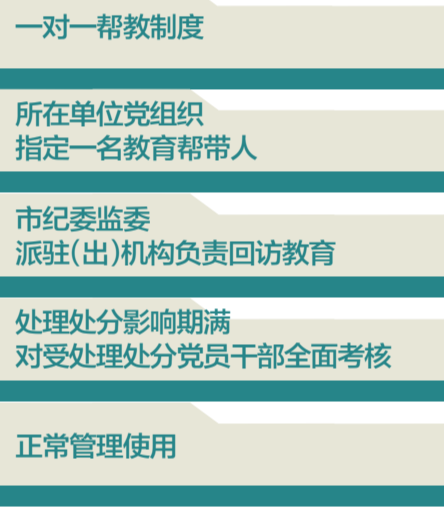 一对一帮教制度
所在单位党组织
指定一名教育帮带人
市纪委监委
派驻(出)机构负责回访教育
处理处分影响期满
对受处理处分党员干部全面考核
正常管理使用